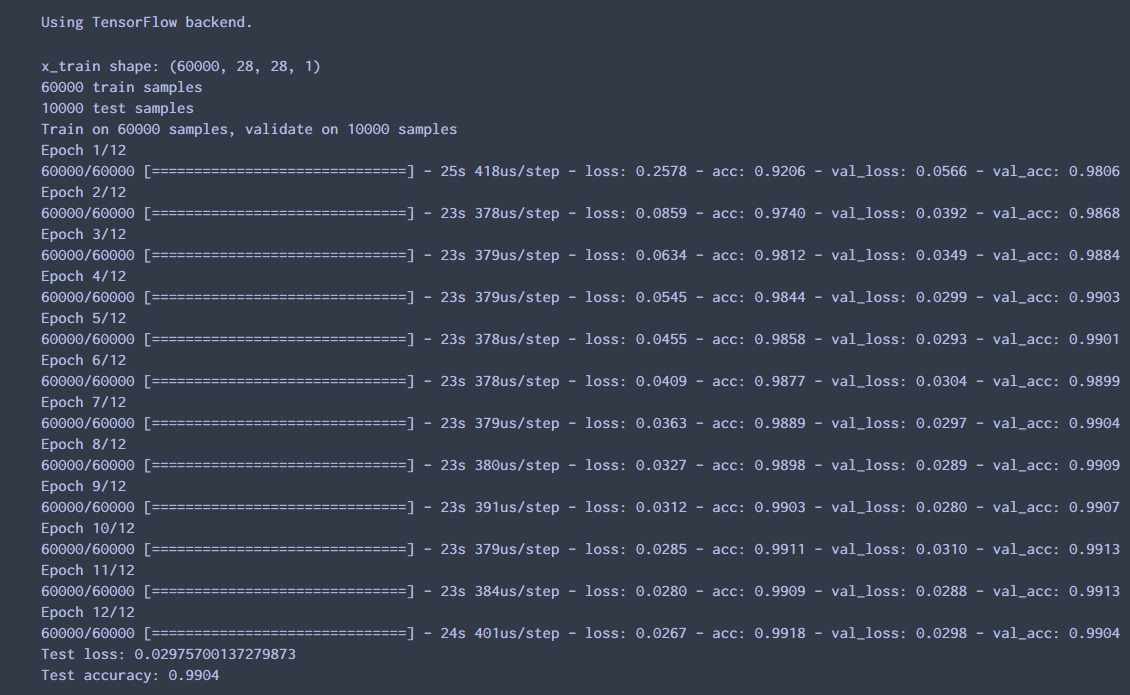 Using TensorFlow backend.
x_train shape: (60000, 28, 28, 1)
60000 train samples
10000 test samples
Train on 60000 samples, validate on 10000 samples
Epoch 1/12
60000/60000 [==============================] - 25s 418us/step - loss: 0.2578 - acc: 0.9206 - val_loss: 0.0566 - val_acc: 0.9806
Epoch 2/12
60000/60000 [==============================] - 23s 378us/step - loss: 0.0859 - acc: 0.9740 - val_loss: 0.0392 - val_acc: 0.9868
Epoch 3/12
60000/60000 [==============================] - 23s 379us/step - loss: 0.0634 - acc: 0.9812 - val_loss: 0.0349 - val_acc: 0.9884
Epoch 4/12
60000/60000 [==============================] - 23s 379us/step - loss: 0.0545 - acc: 0.9844 - val_loss: 0.0299 - val_acc: 0.9903
Epoch 5/12
60000/60000 [==============================] - 23s 378us/step - loss: 0.0455 - acc: 0.9858 - val_loss: 0.0293 - val_acc: 0.9901
Epoch 6/12
60000/60000 [==============================] - 23s 378us/step - loss: 0.0409 - acc: 0.9877 - val_loss: 0.0304 - val_acc: 0.9899
Epoch 7/12
60000/60000 [==============================] - 23s 379us/step - loss: 0.0363 - acc: 0.9889 - val_loss: 0.0297 - val_acc: 0.9904
Epoch 8/12
60000/60000 [==============================] - 23s 380us/step - loss: 0.0327 - acc: 0.9898 - val_loss: 0.0289 - val_acc: 0.9909
Epoch 9/12
60000/60000 [==============================] - 23s 391us/step - loss: 0.0312 - acc: 0.9903 - val_loss: 0.0280 - val_acc: 0.9907
Epoch 10/12
60000/60000 [==============================] - 23s 379us/step - loss: 0.0285 - acc: 0.9911 - val_loss: 0.0310 - val_acc: 0.9913
Epoch 11/12
60000/60000 [==============================] - 23s 384us/step - loss: 0.0280 - acc: 0.9909 - val_loss: 0.0288 - val_acc: 0.9913
Epoch 12/12
60000/60000 [==============================] - 24s 401us/step - loss: 0.0267 - acc: 0.9918 - val_loss: 0.0298 - val_acc: 0.9904
Test loss: 0.02975700137279873
Test accuracy: 0.9904